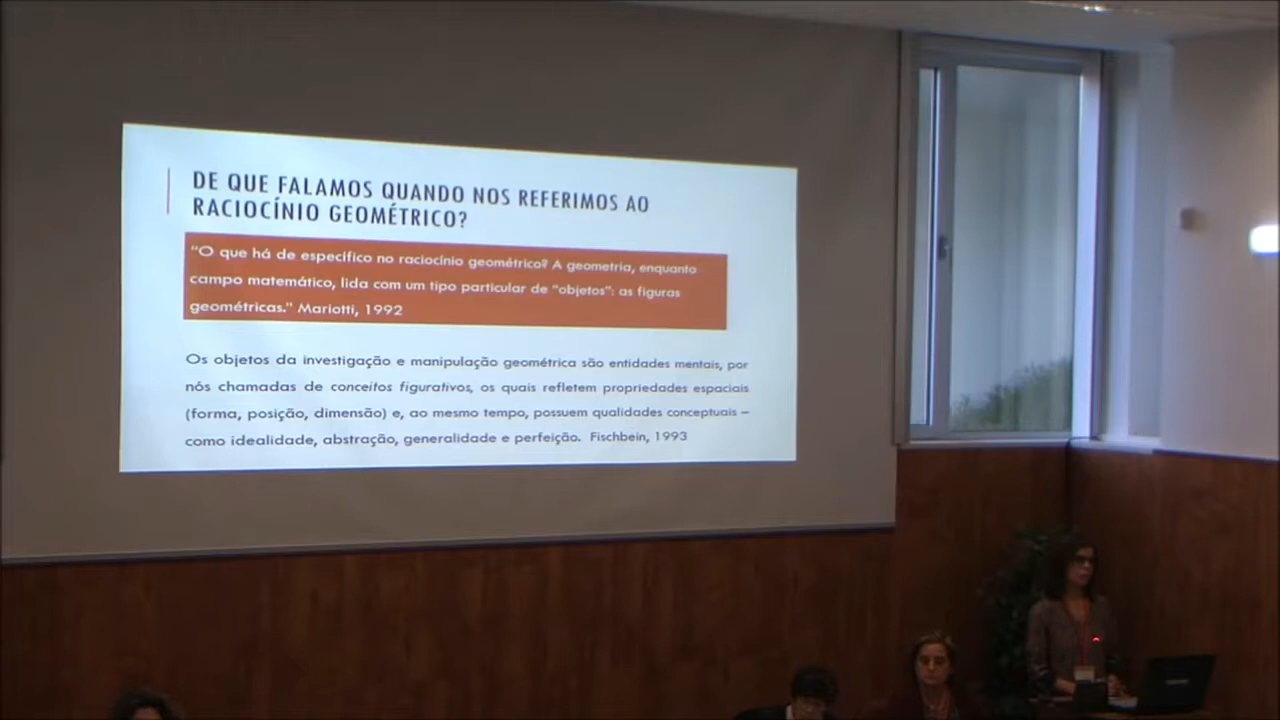 DE QUE FALAMOS QUANDO NOS REFERIMOS AO
RACIOCÍNIO GEOMÉTRICO?
“O que há de específico no raciocínio geométrico? A geometria, enquanto
campo matemático, lida com um tipo particular de “objetos”: as figuras
geométricas.” Mariotti, 1992
Os objetos da investigação e manipulação geométrica são entidades mentais, por
nós chamadas de conceitos figurativos, os quais refletem propriedades espaciais
(forma, posição, dimensão) e, ao mesmo tempo, possuem qualidades conceptuais –
como idealidade, abstração, generalidade e perfeição. Fischbein, 1993